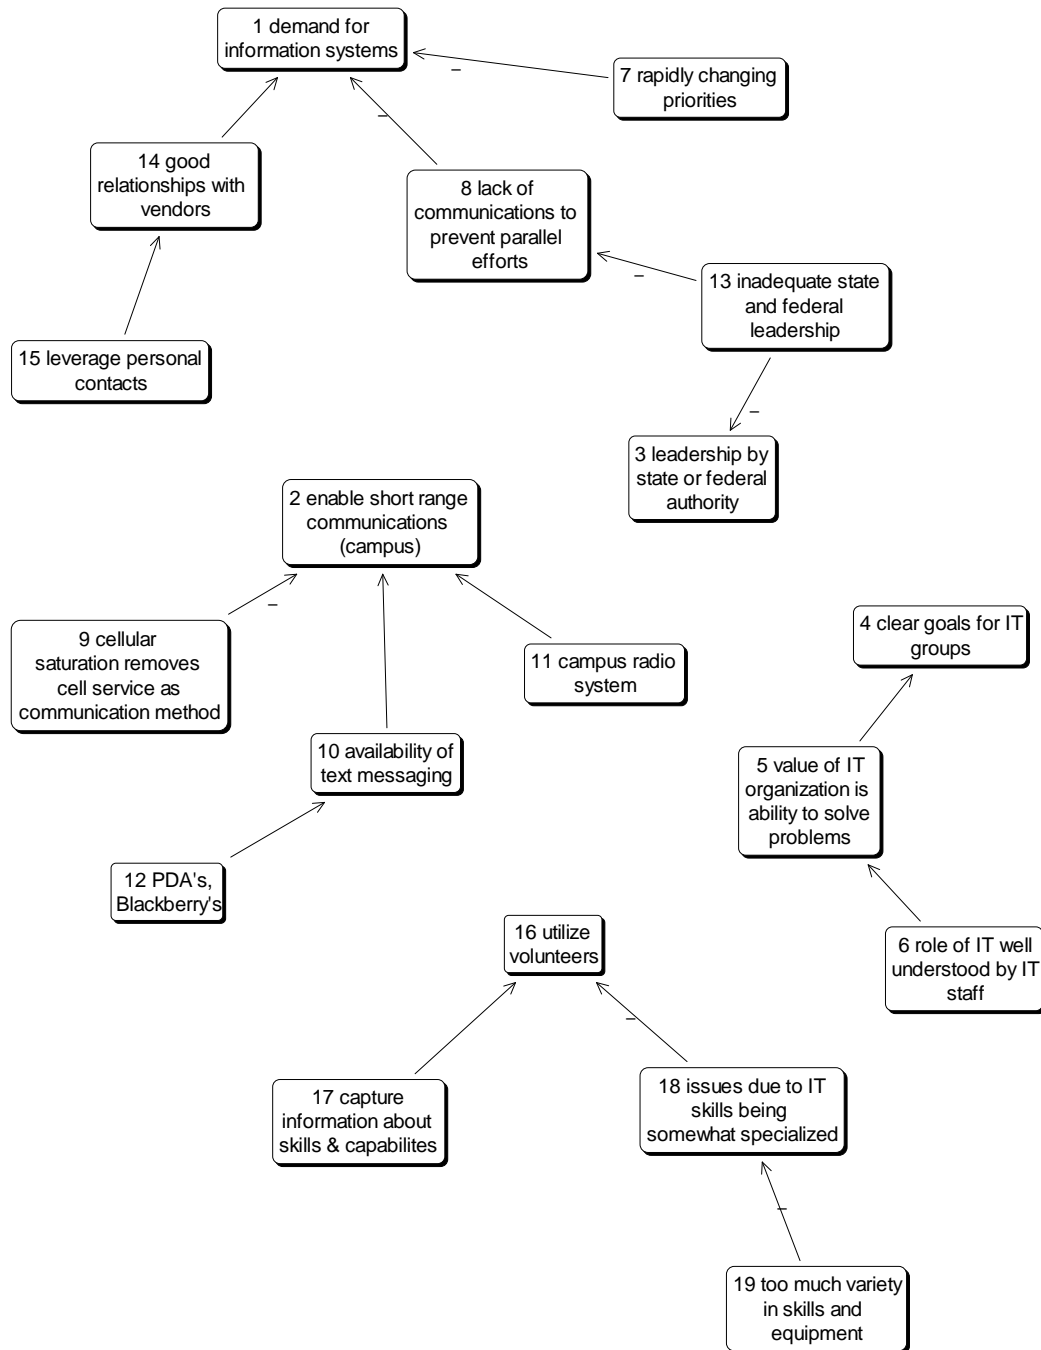 1 demand for
information systems
7 rapidly changing
priorities
14 good
relationships with
vendors
8 lack of
communications to
prevent parallel
efforts
13 inadequate state
and federal
leadership
15 leverage personal
contacts
3 leadership by
state or federal
authority
2 enable short range
communications
(campus)
4 clear goals for IT
groups
9 cellular
saturation removes
cell service as
communication method
11 campus radio
system
10 availability of
text messaging
5 value of IT
organization is
ability to solve
problems
12 PDA's,
Blackberry's
16 utilize
volunteers
6 role of IT well
understood by IT
staff
17 capture
information about
skills & capabilites
18 issues due to IT
skills being
somewhat specialized
19 too much variety
in skills and
equipment